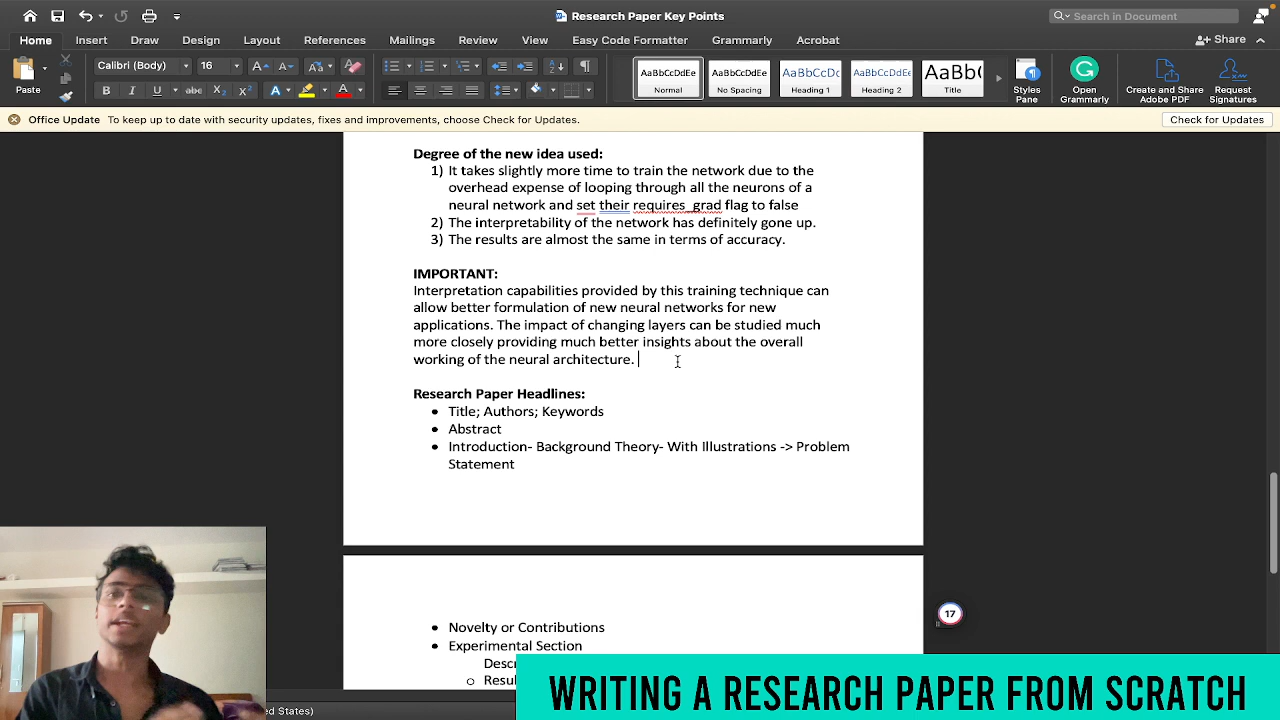 Research Paper Key Points
Search in Document
Home Insert Draw Design Layout References Mailings Review View Easy Code Formatter Grammarly Acrobat
Share
Paste
Calibri (Body) 16
AaBbCcDdEe AaBbCcDdEe AaBbCcDc AaBbCcDdEe AaBb(
Normal No Spacing Heading 1 Heading 2 Title
Styles Pane
Open Grammarly
Create and Share Adobe PDF
Request Signatures
Office Update To keep up to date with security updates, fixes and improvements, choose Check for Updates.
Check for Updates
Degree of the new idea used:
1) It takes slightly more time to train the network due to the
overhead expense of looping through all the neurons of a
neural network and set their requires_grad flag to false
2) The interpretability of the network has definitely gone up.
3) The results are almost the same in terms of accuracy.
IMPORTANT:
Interpretation capabilities provided by this training technique can
allow better formulation of new neural networks for new
applications. The impact of changing layers can be studied much
more closely providing much better insights about the overall
working of the neural architecture.
Research Paper Headlines:
• Title; Authors; Keywords
• Abstract
• Introduction- Background Theory- With Illustrations -> Problem
Statement
17
• Novelty or Contributions
• Experimental Section
Descr
o Resul
States)
WRITING A RESEARCH PAPER FROM SCRATCH